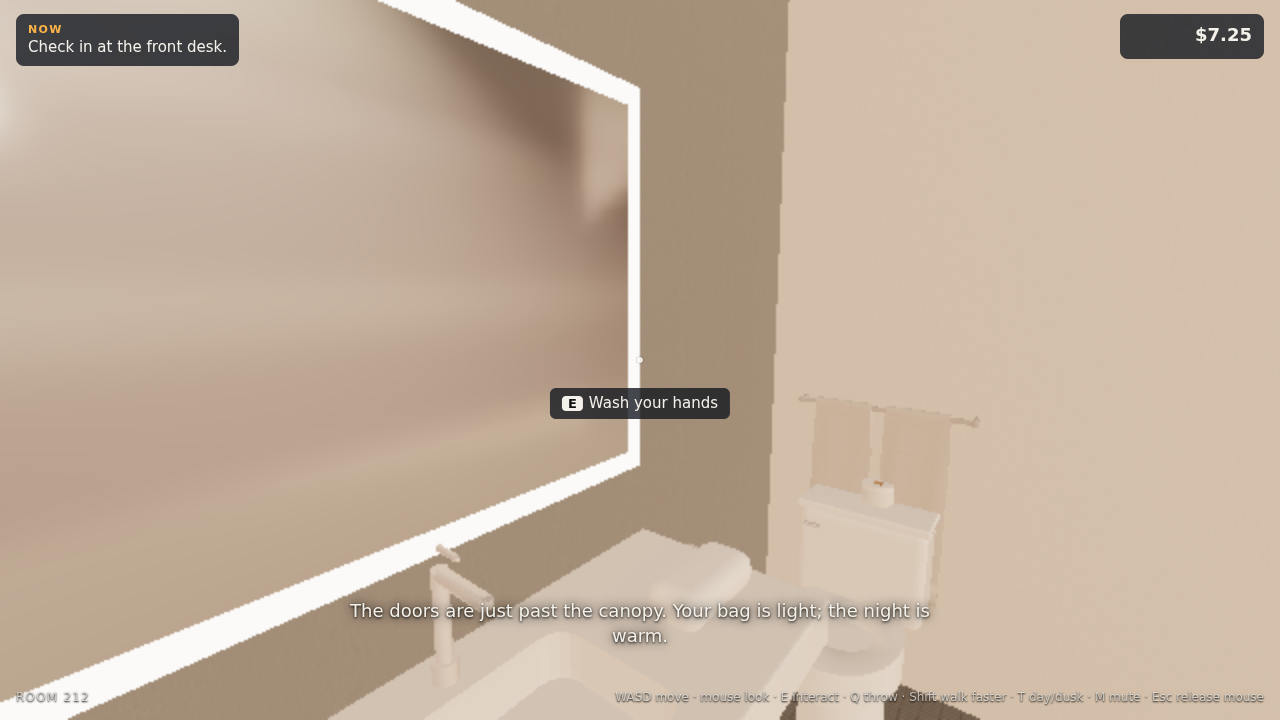 NOW
Check in at the front desk.
$7.25
E Wash your hands
The doors are just past the canopy. Your bag is light; the night is
warm.
ROOM 212
WASD move · mouse look · E interact · Q throw · Shift walk faster · T day/dusk · M mute · Esc release mouse